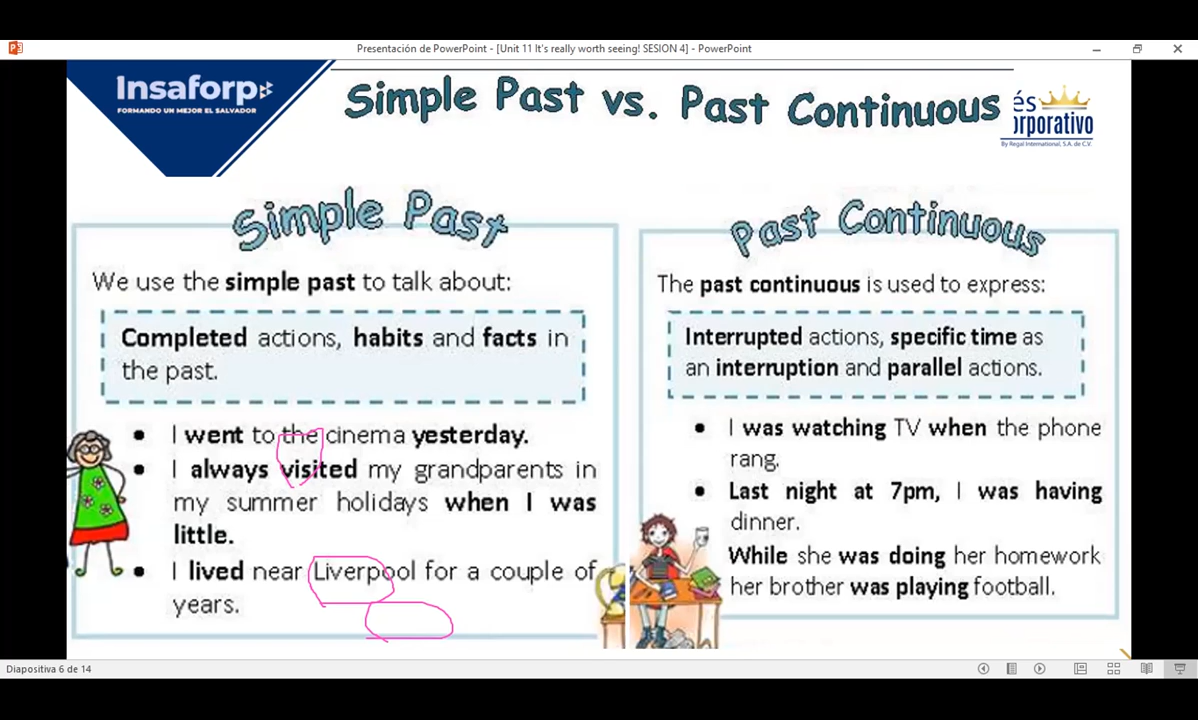 Presentación de PowerPoint - [Unit 11 It's really worth seeing! SESION 4] - PowerPoint
Insaforp
FORMANDO UN MEJOR EL SALVADOR
Simple Past vs. Past Continuous
és
orporativo
By Regal International, S.A. de C.V.
Simple Past
We use the simple past to talk about:
Completed actions, habits and facts in
the past.
• I went to the cinema yesterday.
• I always visited my grandparents in
my summer holidays when I was
little.
• I lived near Liverpool for a couple of
years.
Past Continuous
The past continuous is used to express:
Interrupted actions, specific time as
an interruption and parallel actions.
• I was watching TV when the phone
rang.
• Last night at 7pm, I was having
dinner.
While she was doing her homework
her brother was playing football.
Diapositiva 6 de 14